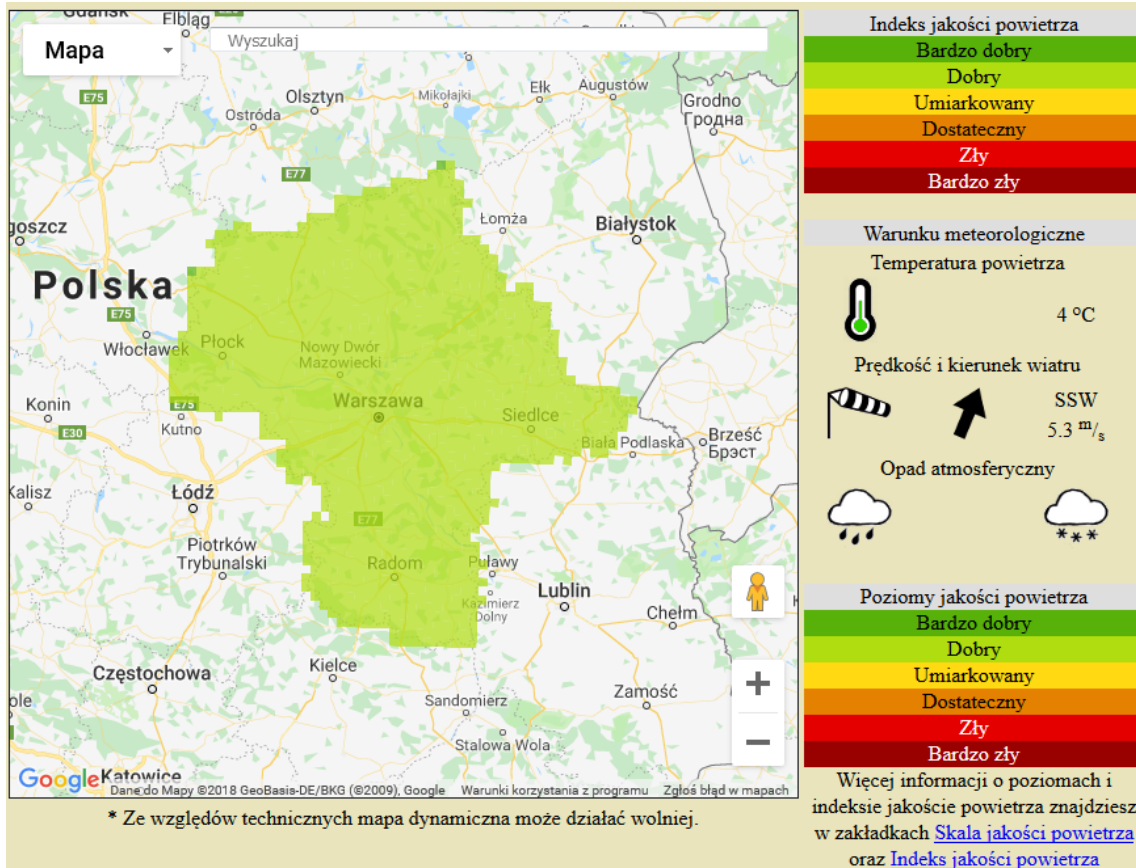 Gdańsk
Elbląg
Mapa
Wyszukaj
E75
Olsztyn
Mikołajki
Ełk
Augustów
Ostróda
Grodno
Гродно
E77
Łomża
goszcz
Białystok
Polska
E75
Włocławek
Płock
Nowy Dwór
Mazowiecki
Konin
E75
Warszawa
Siedlce
E30
Kutno
Biała Podlaska
Brześć
Брэст
Kalisz
Łódź
E77
Piotrków
Trybunalski
Radom
Puławy
Lublin
Kazimierz
Dolny
Chełm
Kielce
Częstochowa
Zamość
Sandomierz
ole
Stalowa Wola
+
−
Google
Katowice
Dane do Mapy ©2018 GeoBasis-DE/BKG (©2009), Google Warunki korzystania z programu Zgłoś błąd w mapach
* Ze względów technicznych mapa dynamiczna może działać wolniej.
Indeks jakości powietrza
Bardzo dobry
Dobry
Umiarkowany
Dostateczny
Zły
Bardzo zły
Warunku meteorologiczne
Temperatura powietrza
4 °C
Prędkość i kierunek wiatru
SSW
5.3 m/s
Opad atmosferyczny
Poziomy jakości powietrza
Bardzo dobry
Dobry
Umiarkowany
Dostateczny
Zły
Bardzo zły
Więcej informacji o poziomach i
indeksie jakoście powietrza znajdziesz
w zakładkach Skala jakości powietrza
oraz Indeks jakości powietrza